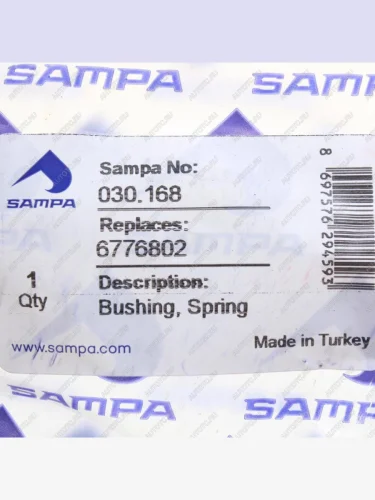 SAMPA
SAMPA
SAMPA
Sampa No:
030.168
Replaces:
6776802
1
Qty
Description:
Bushing, Spring
8 697576 294593
www.sampa.com
Made in Turkey
SAMPA
SAMPA